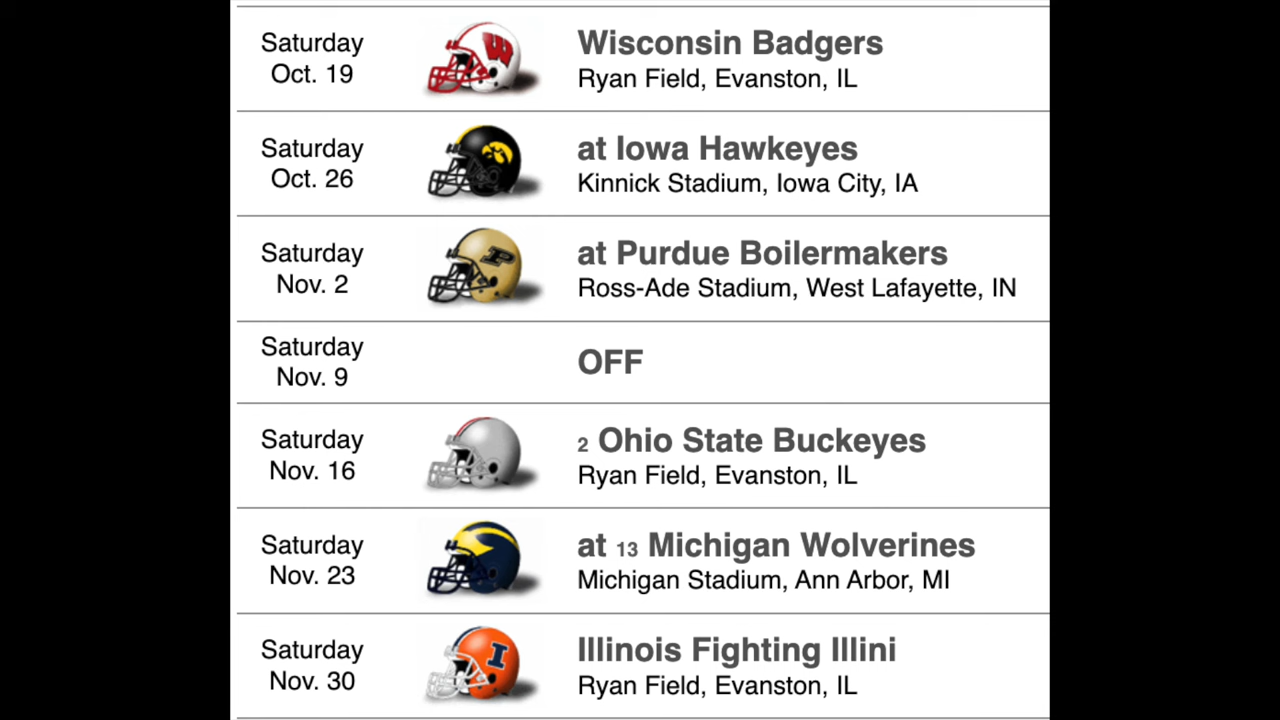 Saturday
Oct. 19
W
Wisconsin Badgers
Ryan Field, Evanston, IL
Saturday
Oct. 26
at Iowa Hawkeyes
Kinnick Stadium, Iowa City, IA
Saturday
Nov. 2
P
at Purdue Boilermakers
Ross-Ade Stadium, West Lafayette, IN
Saturday
Nov. 9
OFF
Saturday
Nov. 16
2 Ohio State Buckeyes
Ryan Field, Evanston, IL
Saturday
Nov. 23
at 13 Michigan Wolverines
Michigan Stadium, Ann Arbor, MI
Saturday
Nov. 30
I
Illinois Fighting Illini
Ryan Field, Evanston, IL